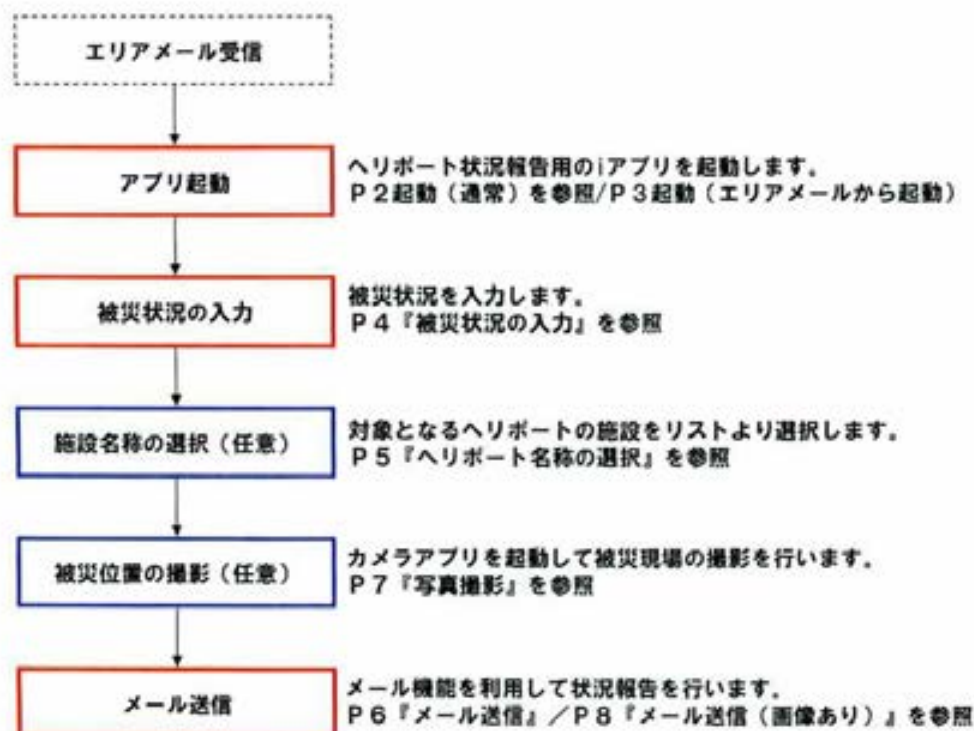 エリアメール受信
アプリ起動
ヘリポート状況報告用のiアプリを起動します。
P2起動（通常）を参照/P3起動（エリアメールから起動）
被災状況の入力
被災状況を入力します。
P4『被災状況の入力』を参照
施設名称の選択（任意）
対象となるヘリポートの施設をリストより選択します。
P5『ヘリポート名称の選択』を参照
被災位置の撮影（任意）
カメラアプリを起動して被災現場の撮影を行います。
P7『写真撮影』を参照
メール送信
メール機能を利用して状況報告を行います。
P6『メール送信』／P8『メール送信（画像あり）』を参照